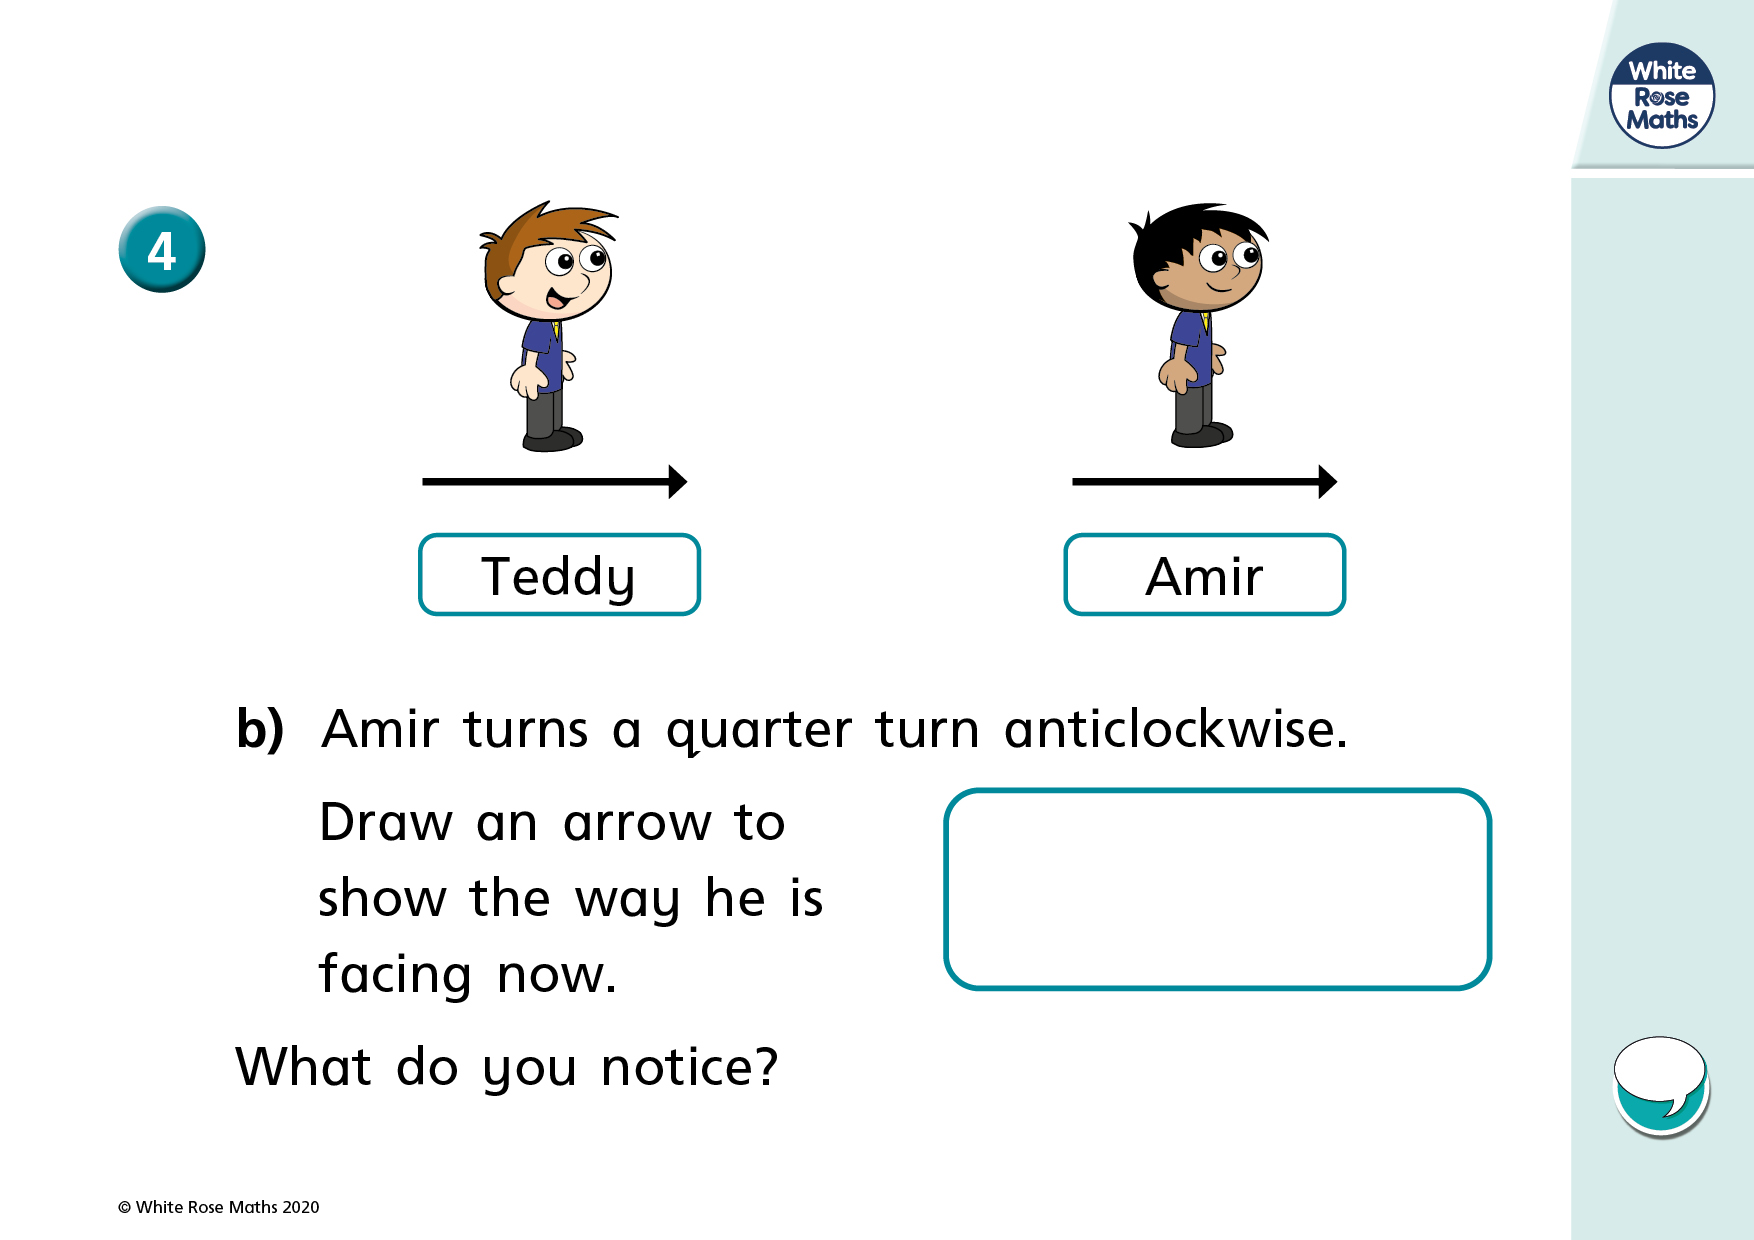 White
Rose
Maths
4
Teddy
Amir
b) Amir turns a quarter turn anticlockwise.
Draw an arrow to
show the way he is
facing now.
What do you notice?
© White Rose Maths 2020